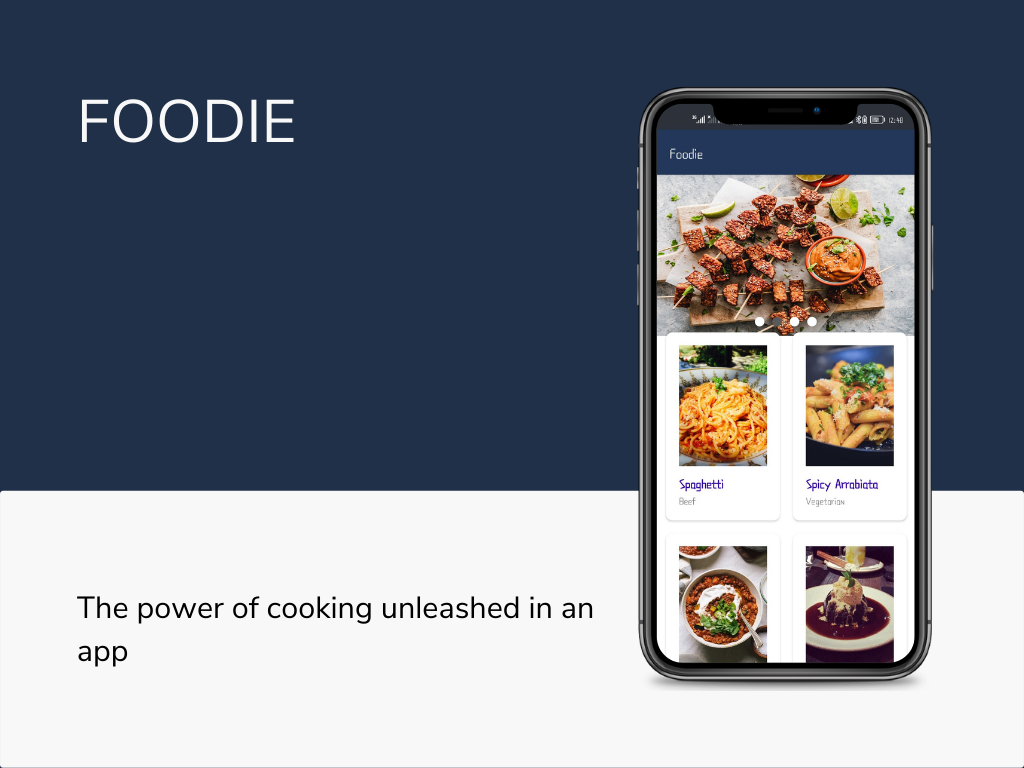 FOODIE
12:40
Foodie
Spaghetti
Beef
Spicy Arrabiata
Vegetarian
The power of cooking unleashed in an
app